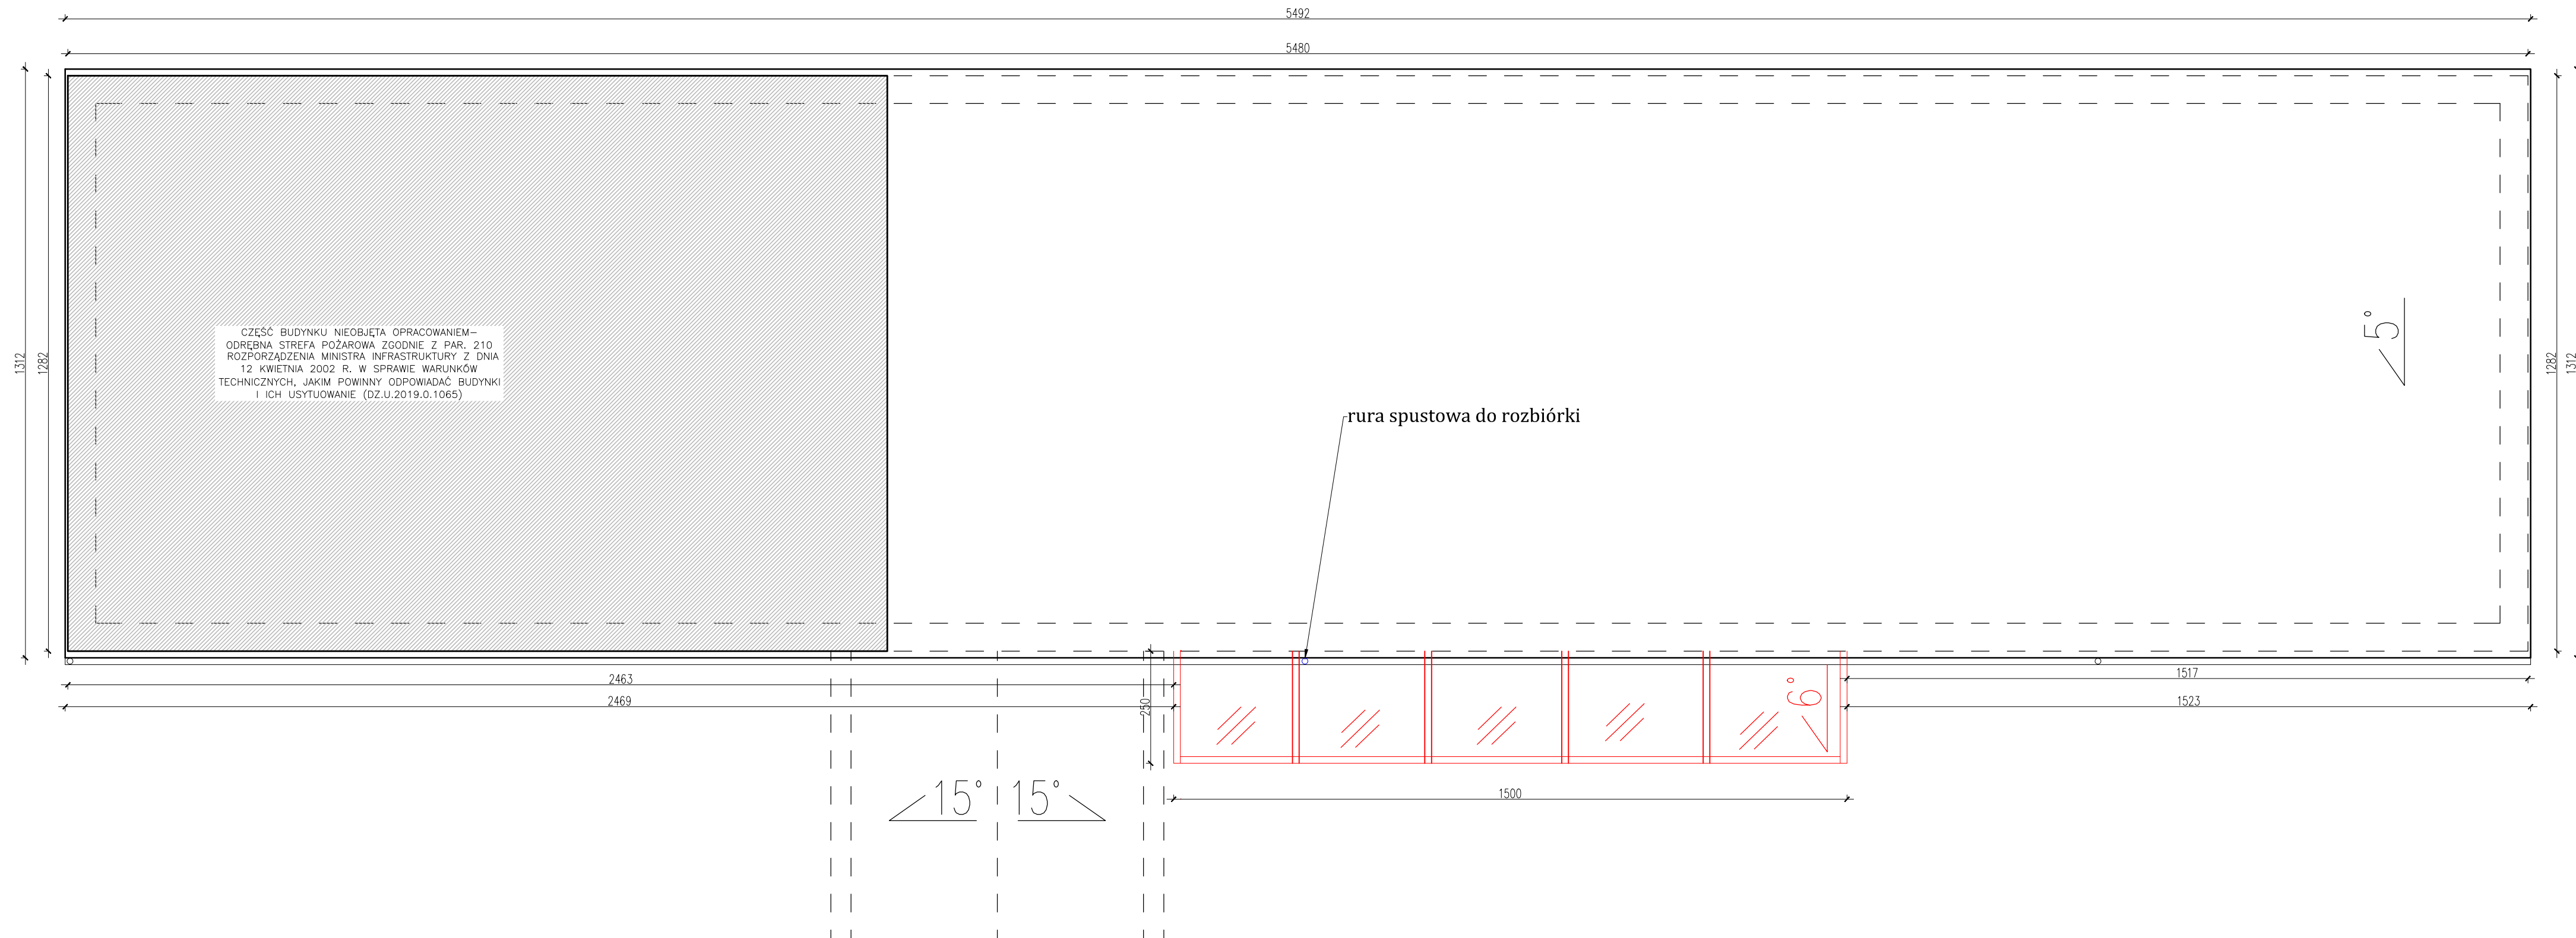 5492
5480
1312
1282
CZĘŚĆ BUDYNKU NIEOBJĘTA OPRACOWANIEM–
ODRĘBNA STREFA POŻAROWA ZGODNIE Z PAR. 210
ROZPORZĄDZENIA MINISTRA INFRASTRUKTURY Z DNIA
12 KWIETNIA 2002 R. W SPRAWIE WARUNKÓW
TECHNICZNYCH, JAKIM POWINNY ODPOWIADAĆ BUDYNKI
I ICH USYTUOWANIE (DZ.U.2019.0.1065)
5°
1282
1312
rura spustowa do rozbiórki
2463
2469
250
6°
1517
1523
15°
15°
1500